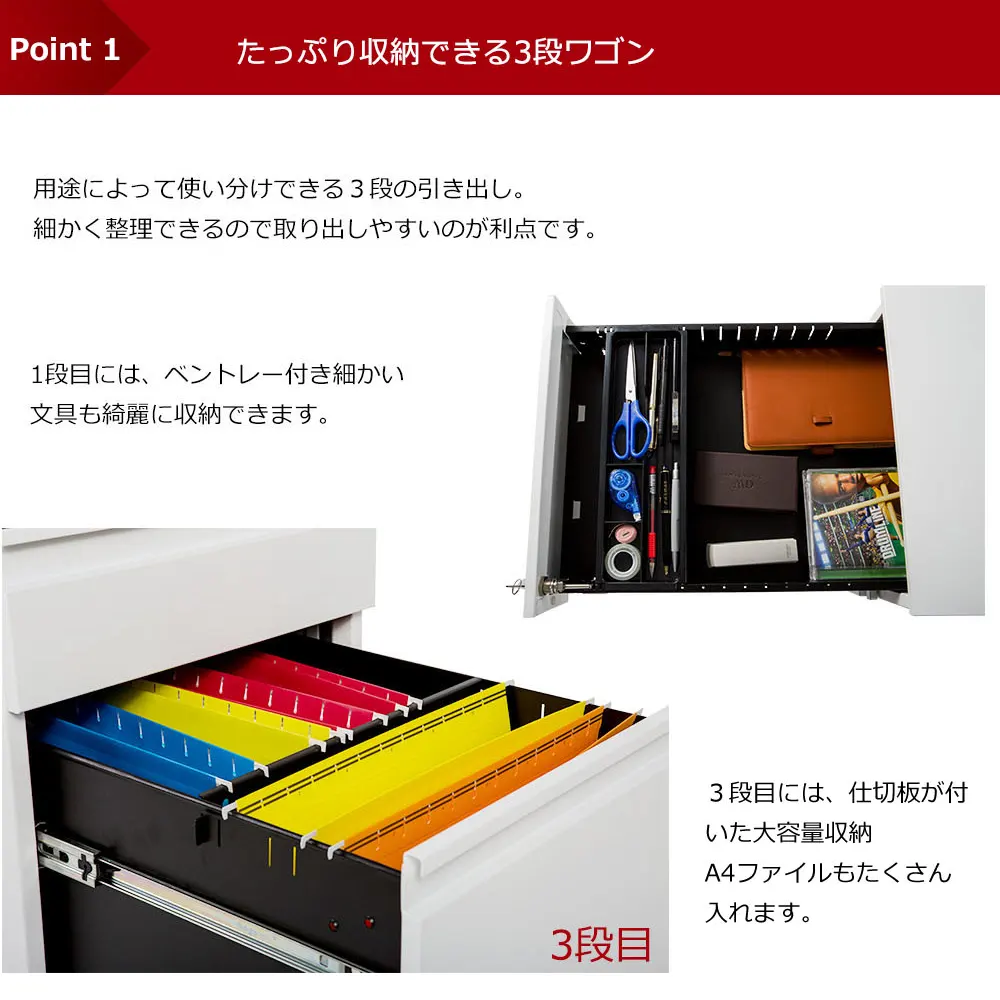 Point 1
たっぷり収納できる3段ワゴン
用途によって使い分けできる３段の引き出し。
細かく整理できるので取り出しやすいのが利点です。
1段目には、ベントレー付き細かい
文具も綺麗に収納できます。
MD
DRUMLINE
３段目には、仕切板が付
いた大容量収納
A4ファイルもたくさん
入れます。
3段目